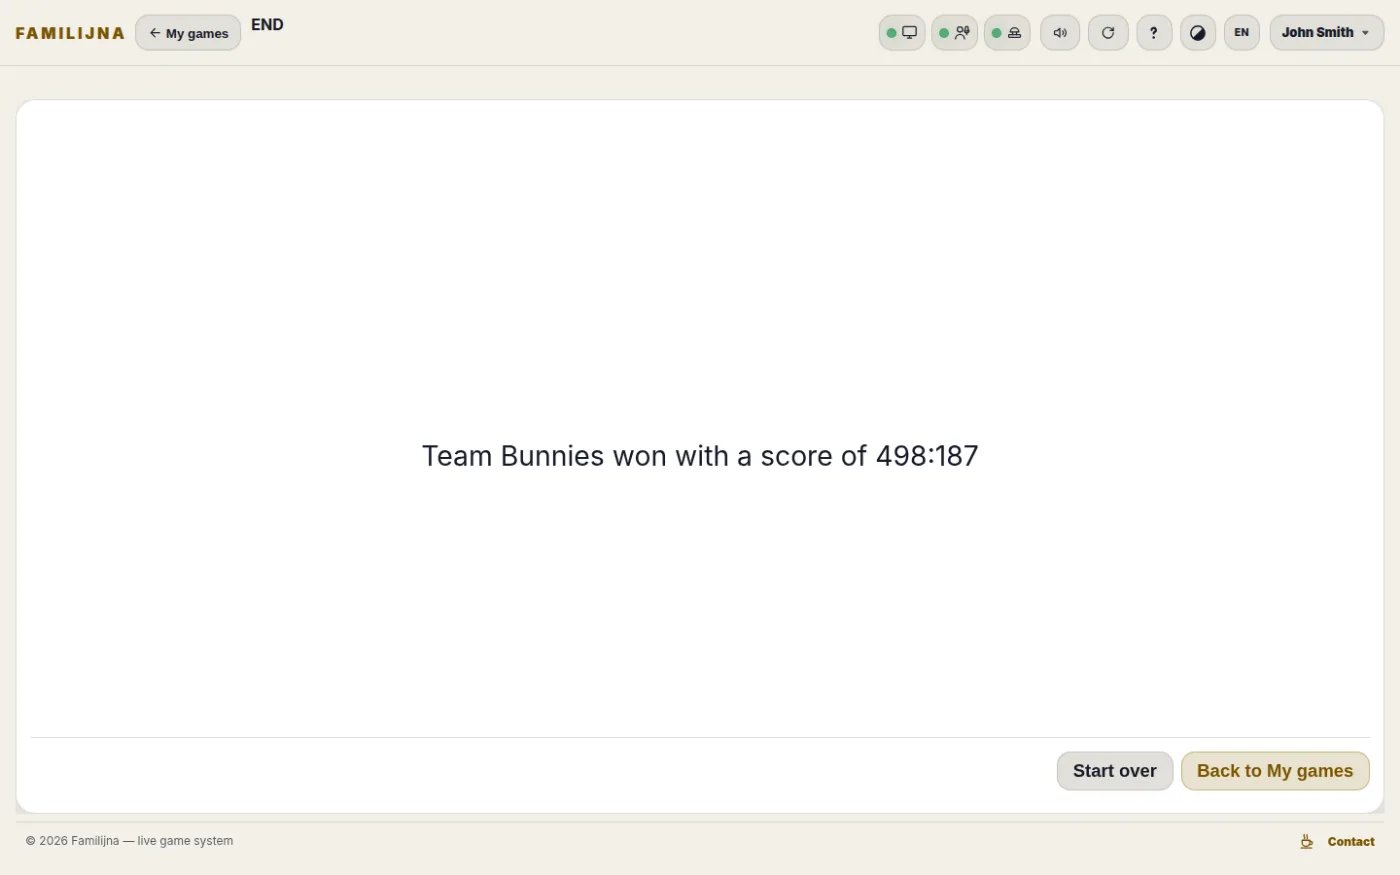 FAMILIJNA
My games
END
?
EN
John Smith
Team Bunnies won with a score of 498:187
Start over
Back to My games
© 2026 Familijna — live game system
Contact